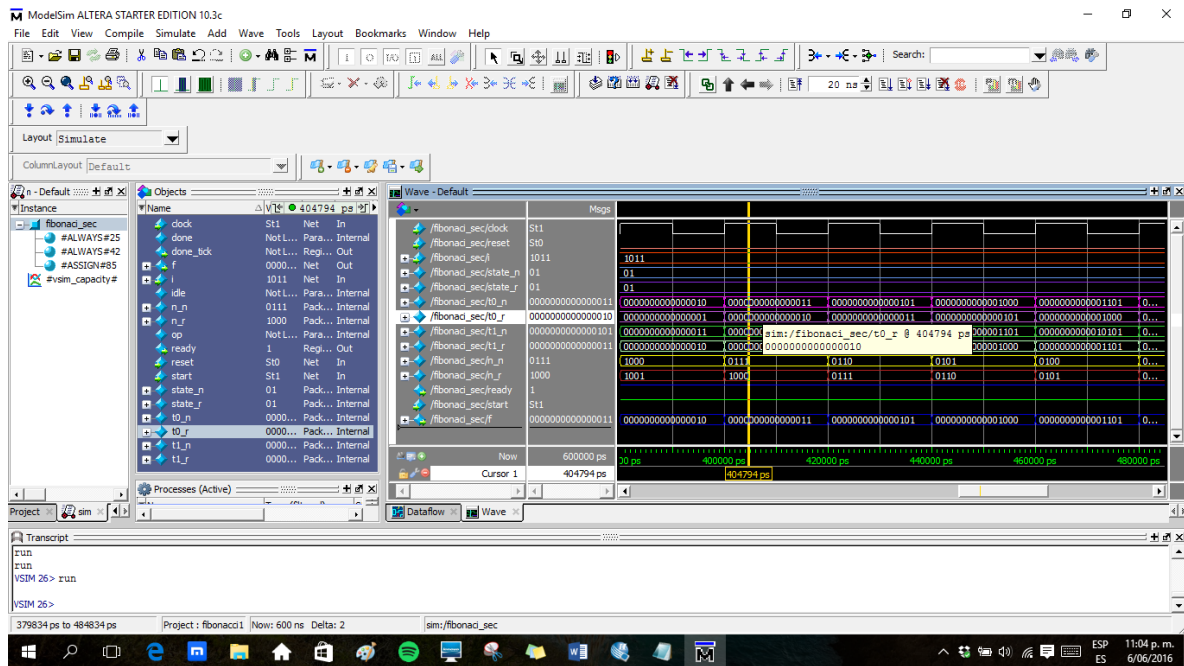 ModelSim ALTERA STARTER EDITION 10.3c
File Edit View Compile Simulate Add Wave Tools Layout Bookmarks Window Help
Search:
20 ns
Layout Simulate
ColumnLayout Default
n - Default
Instance
fibonaci_sec
#ALWAYS#25
#ALWAYS#42
#ASSIGN#85
#vsim_capacity#
Objects
Name 404794 ps
clock St1 Net In
done Not L... Para... Internal
done_tick Not L... Regi... Out
f 0000... Net Out
i 1011 Net In
idle Not L... Para... Internal
n_n 0111 Pack... Internal
n_r 1000 Pack... Internal
op Not L... Para... Internal
ready 1 Regi... Out
reset St0 Net In
start St1 Net In
state_n 01 Pack... Internal
state_r 01 Pack... Internal
t0_n 0000... Pack... Internal
t0_r 0000... Pack... Internal
t1_n 0000... Pack... Internal
t1_r 0000... Pack... Internal
Processes (Active)
Project sim
Wave - Default
Msgs
/fibonaci_sec/clock St1
/fibonaci_sec/reset St0
/fibonaci_sec/i 1011 1011
/fibonaci_sec/state_n 01 01
/fibonaci_sec/state_r 01 01
/fibonaci_sec/t0_n 0000000000000011 0000000000000010 0000000000000011 0000000000000101 0000000000001000 0000000000001101 0...
/fibonaci_sec/t0_r 0000000000000010 0000000000000001 0000000000000010 0000000000000011 0000000000000101 0000000000001000 0...
/fibonaci_sec/t1_n 0000000000000101 0000000000000011 0000000000010101 0...
/fibonaci_sec/t1_r 0000000000000011 0000000000000010 0000000000001101 0...
/fibonaci_sec/n_n 0111 1000 0111 0110 0101 0100 0...
/fibonaci_sec/n_r 1000 1001 1000 0111 0110 0101 0...
/fibonaci_sec/ready 1
/fibonaci_sec/start St1
/fibonaci_sec/f 0000000000000011 0000000000000010 0000000000000011 0000000000000101 0000000000001000 0000000000001101 0...
sim:/fibonaci_sec/t0_r @ 404794 ps
0000000000000010
Now 600000 ps
400000 ps 420000 ps 440000 ps 460000 ps 480000 ps
Cursor 1 404794 ps 404794 ps
Dataflow Wave
Transcript
run
run
VSIM 26> run
VSIM 26>
379834 ps to 484834 ps Project : fibonacci1 Now: 600 ns Delta: 2 sim:/fibonaci_sec
ESP
ES
11:04 p. m.
6/06/2016